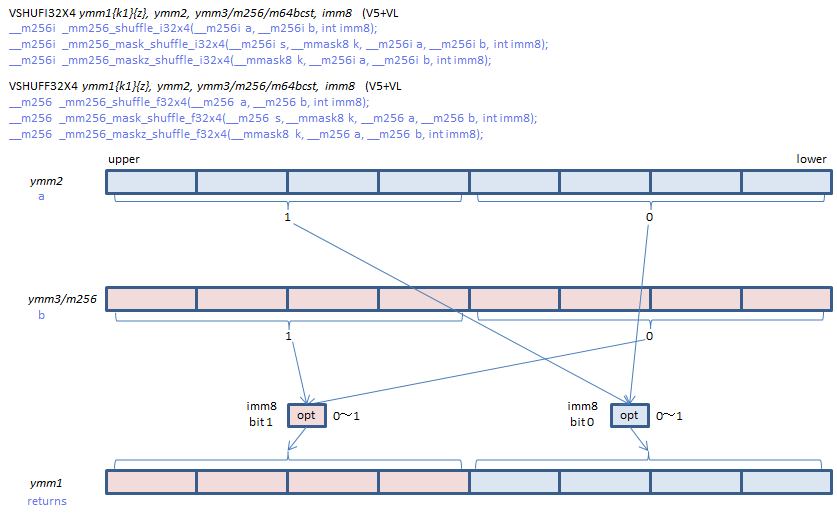 VSHUFI32X4 ymm1{k1}{z}, ymm2, ymm3/m256/m64bcst, imm8 (V5+VL
__m256i _mm256_shuffle_i32x4(__m256i a, __m256i b, int imm8);
__m256i _mm256_mask_shuffle_i32x4(__m256i s, __mmask8 k, __m256i a, __m256i b, int imm8);
__m256i _mm256_maskz_shuffle_i32x4(__mmask8 k, __m256i a, __m256i b, int imm8);
VSHUFF32X4 ymm1{k1}{z}, ymm2, ymm3/m256/m64bcst, imm8 (V5+VL
__m256 _mm256_shuffle_f32x4(__m256 a, __m256 b, int imm8);
__m256 _mm256_mask_shuffle_f32x4(__m256 s, __mmask8 k, __m256 a, __m256 b, int imm8);
__m256 _mm256_maskz_shuffle_f32x4(__mmask8 k, __m256 a, __m256 b, int imm8);
upper lower
ymm2
a
1 0
ymm3/m256
b
1 0
imm8 bit 1 opt 0～1
imm8 bit 0 opt 0～1
ymm1
returns